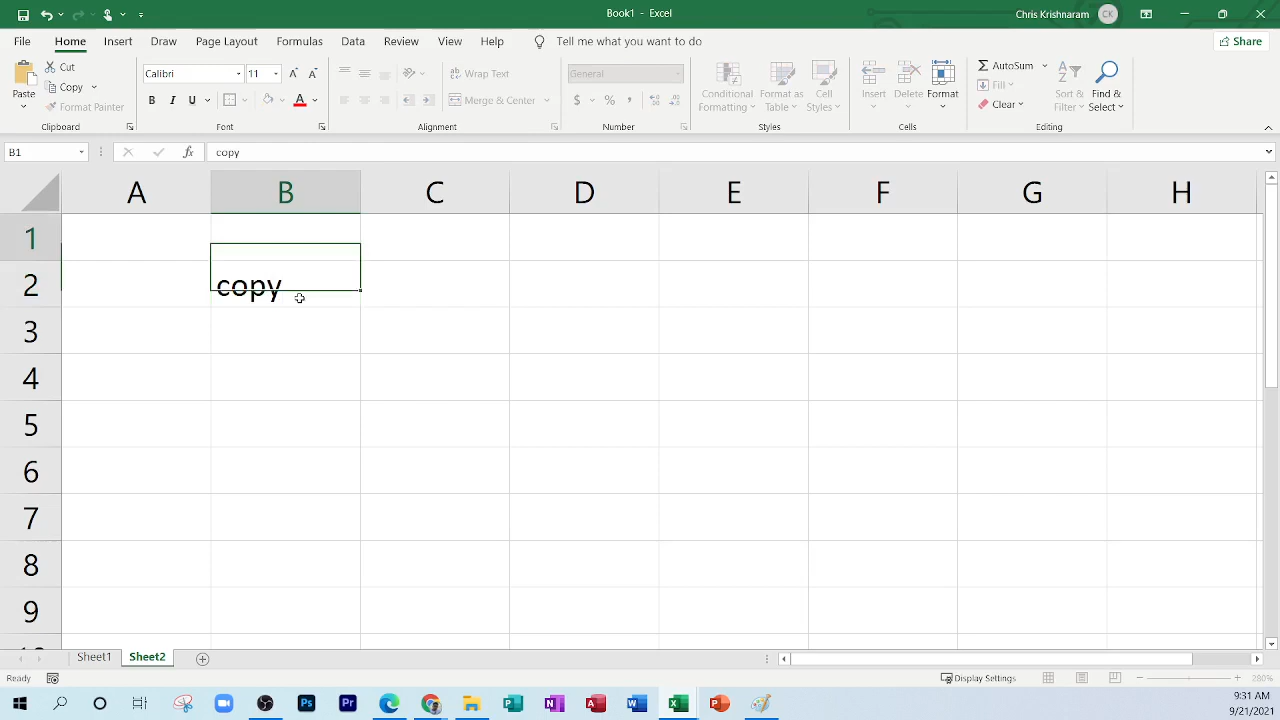 Book1 - Excel
Chris Krishnaram CK
File Home Insert Draw Page Layout Formulas Data Review View Help Tell me what you want to do Share
Paste
Cut
Copy
Format Painter
Clipboard
Calibri 11
B I U
Font
Wrap Text
Merge & Center
Alignment
General
$ % ,
Number
Conditional Formatting
Format as Table
Cell Styles
Styles
Insert
Delete
Format
Cells
AutoSum
Fill
Clear
Sort & Filter
Find & Select
Editing
B1 fx copy
A B C D E F G H
1
2 copy
3
4
5
6
7
8
9
Sheet1 Sheet2
Ready Display Settings 280%
Ps Pr
9:31 AM
9/21/2021